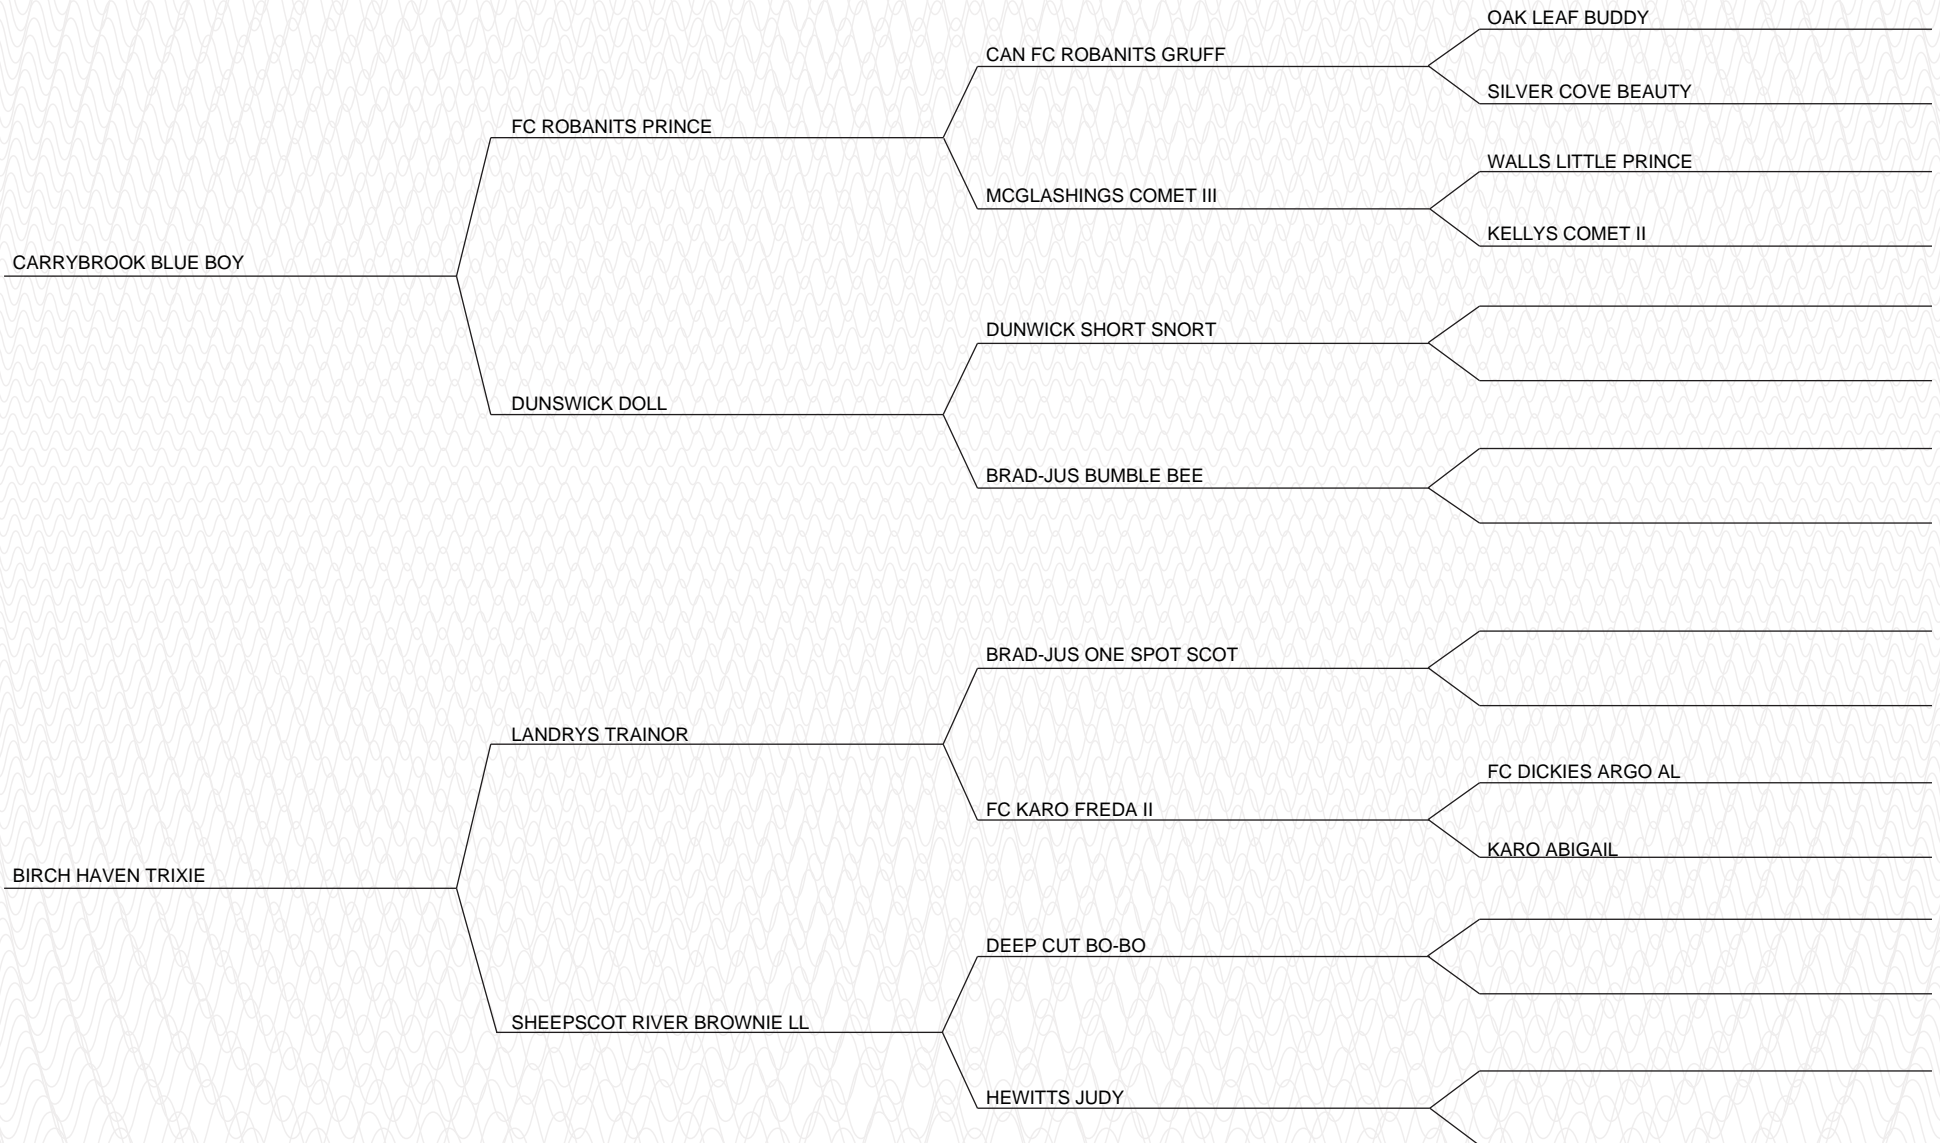 OAK LEAF BUDDY
CAN FC ROBANITS GRUFF
SILVER COVE BEAUTY
FC ROBANITS PRINCE
WALLS LITTLE PRINCE
MCGLASHINGS COMET III
KELLYS COMET II
CARRYBROOK BLUE BOY
DUNWICK SHORT SNORT
DUNSWICK DOLL
BRAD-JUS BUMBLE BEE
BRAD-JUS ONE SPOT SCOT
LANDRYS TRAINOR
FC DICKIES ARGO AL
FC KARO FREDA II
KARO ABIGAIL
BIRCH HAVEN TRIXIE
DEEP CUT BO-BO
SHEEPSCOT RIVER BROWNIE LL
HEWITTS JUDY